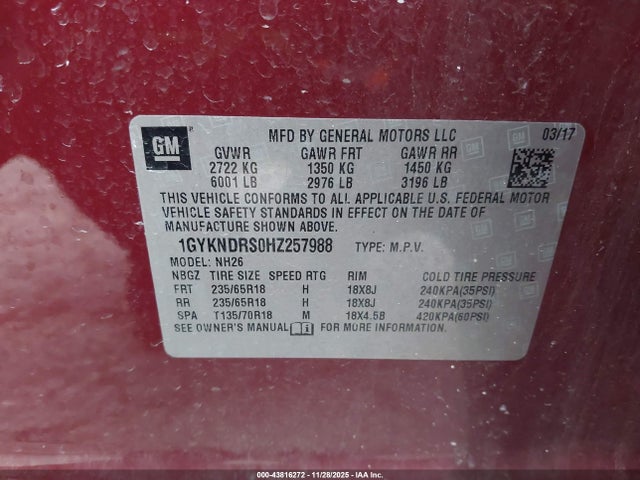 GM MFD BY GENERAL MOTORS LLC 03/17
GVWR GAWR FRT GAWR RR
2722 KG 1350 KG 1450 KG
6001 LB 2976 LB 3196 LB
THIS VEHICLE CONFORMS TO ALL APPLICABLE U.S. FEDERAL MOTOR
VEHICLE SAFETY STANDARDS IN EFFECT ON THE DATE OF
MANUFACTURE SHOWN ABOVE.
1GYKNDRS0HZ257988 TYPE: M.P.V.
MODEL: NH26
NBGZ TIRE SIZE SPEED RTG RIM COLD TIRE PRESSURE
FRT 235/65R18 H 18X8J 240KPA(35PSI)
RR 235/65R18 H 18X8J 240KPA(35PSI)
SPA T135/70R18 M 18X4.5B 420KPA(60PSI)
SEE OWNER'S MANUAL FOR MORE INFORMATION.
000-43816272 - 11/28/2025 - IAA Inc.